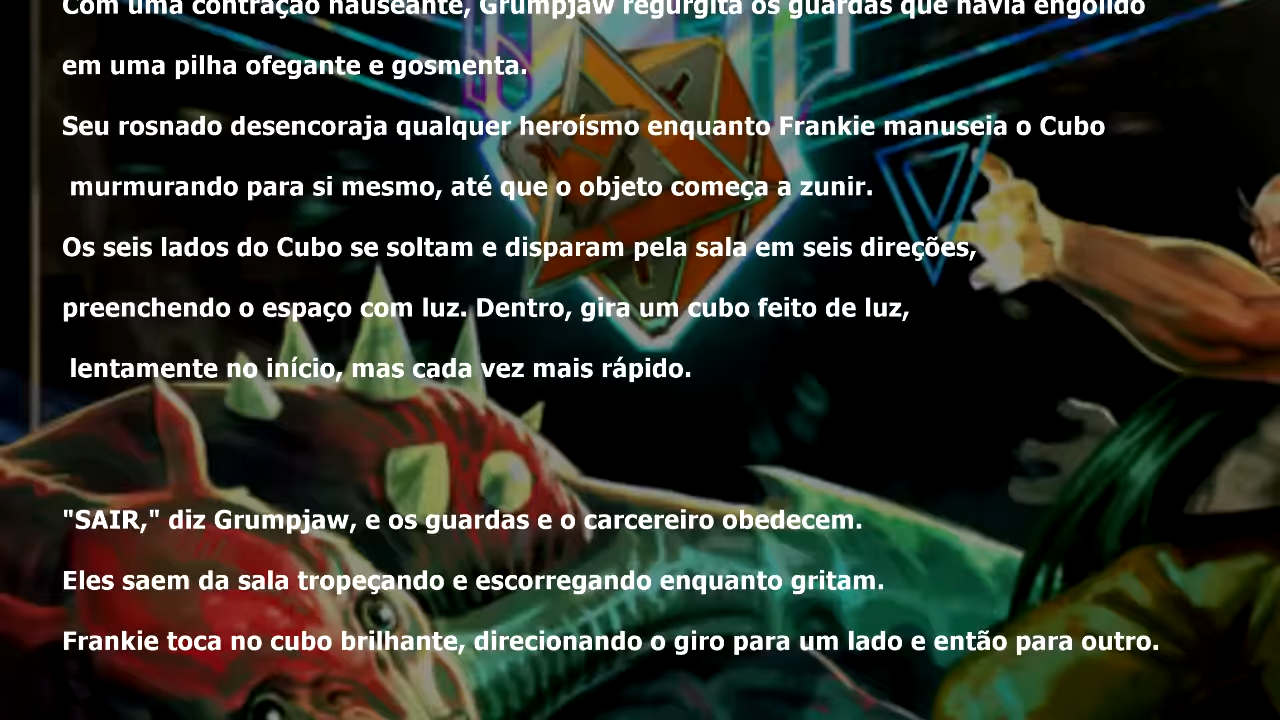 Com uma contração nauseante, Grumpjaw regurgita os guardas que havia engolido
em uma pilha ofegante e gosmenta.
Seu rosnado desencoraja qualquer heroísmo enquanto Frankie manuseia o Cubo
murmurando para si mesmo, até que o objeto começa a zunir.
Os seis lados do Cubo se soltam e disparam pela sala em seis direções,
preenchendo o espaço com luz. Dentro, gira um cubo feito de luz,
lentamente no início, mas cada vez mais rápido.
"SAIR," diz Grumpjaw, e os guardas e o carcereiro obedecem.
Eles saem da sala tropeçando e escorregando enquanto gritam.
Frankie toca no cubo brilhante, direcionando o giro para um lado e então para outro.